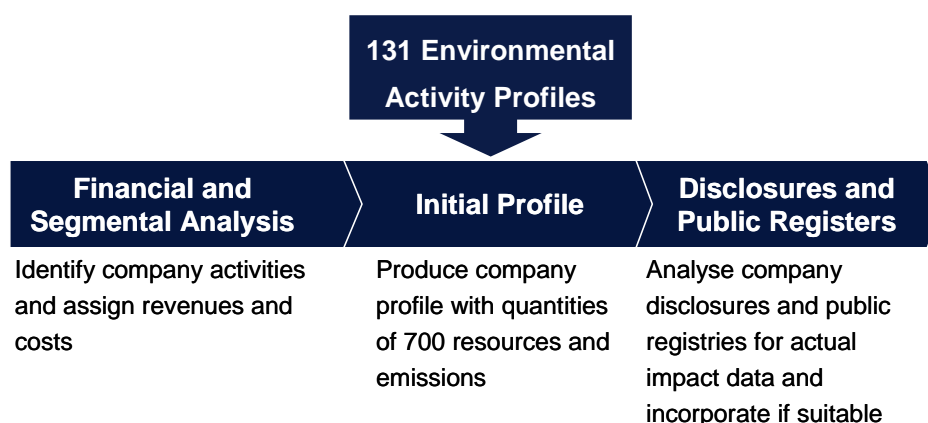 131 Environmental
Activity Profiles
Financial and
Segmental Analysis
Initial Profile
Disclosures and
Public Registers
Identify company activities
and assign revenues and
costs
Produce company
profile with quantities
of 700 resources and
emissions
Analyse company
disclosures and public
registries for actual
impact data and
incorporate if suitable